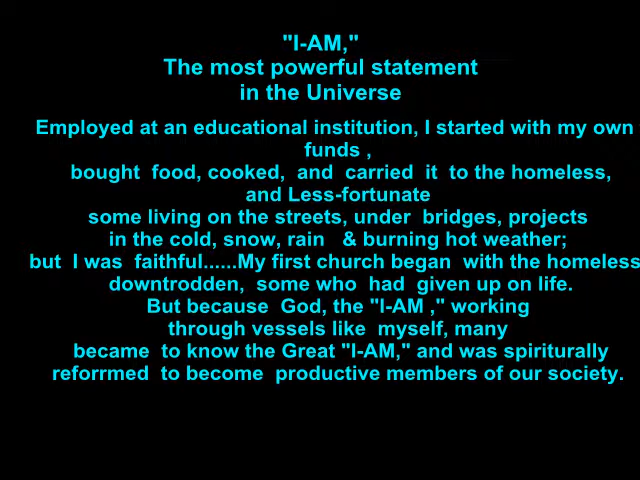 "I-AM,"
The most powerful statement
in the Universe
Employed at an educational institution, I started with my own
funds ,
bought food, cooked, and carried it to the homeless,
and Less-fortunate
some living on the streets, under bridges, projects
in the cold, snow, rain & burning hot weather;
but I was faithful......My first church began with the homeless
downtrodden, some who had given up on life.
But because God, the "I-AM ," working
through vessels like myself, many
became to know the Great "I-AM," and was spiriturally
reforrmed to become productive members of our society.